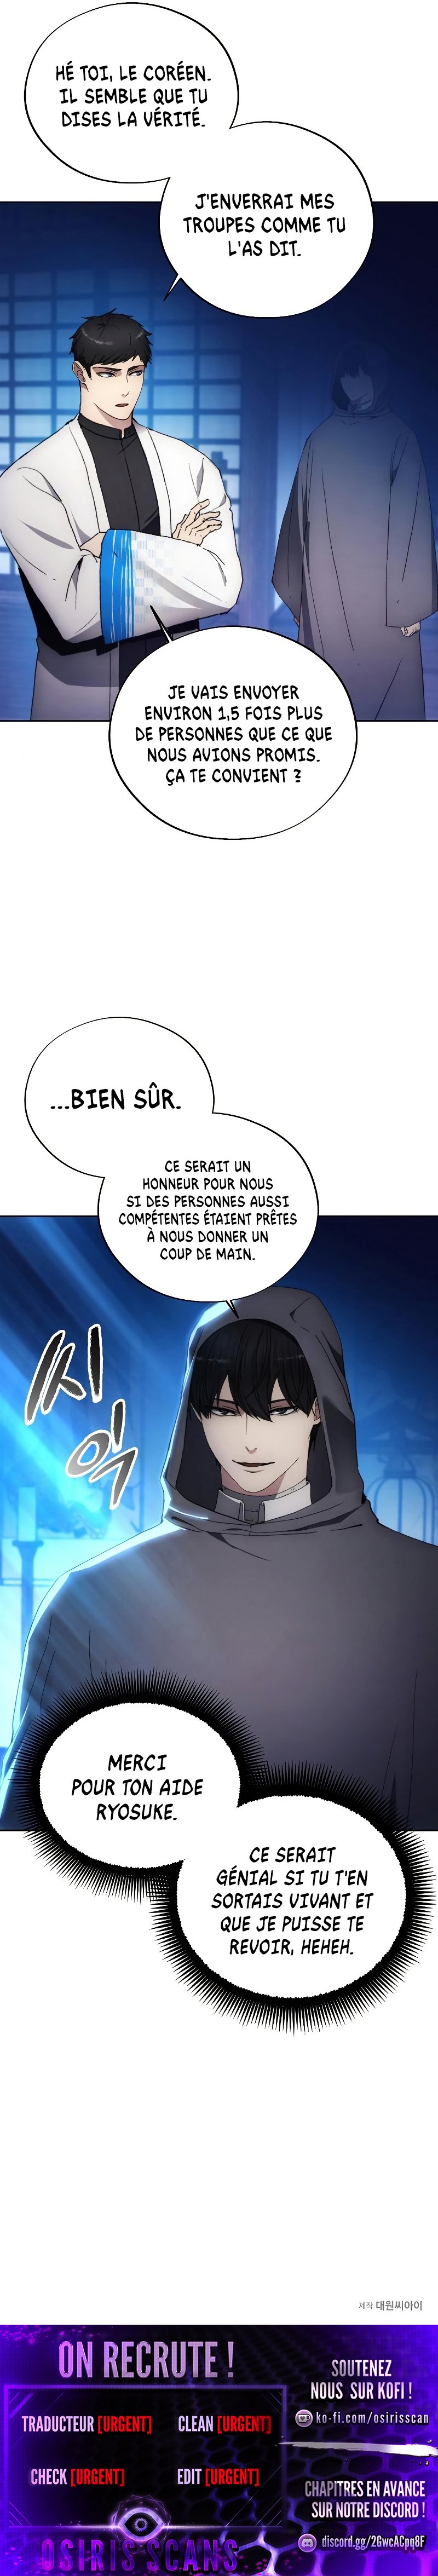 HÉ TOI, LE CORÉEN.
IL SEMBLE QUE TU
DISES LA VÉRITÉ.
J'ENVERRAI MES
TROUPES COMME TU
L'AS DIT.
JE VAIS ENVOYER
ENVIRON 1,5 FOIS PLUS
DE PERSONNES QUE CE QUE
NOUS AVIONS PROMIS.
ÇA TE CONVIENT ?
...BIEN SÛR.
CE SERAIT UN
HONNEUR POUR NOUS
SI DES PERSONNES AUSSI
COMPÉTENTES ÉTAIENT PRÊTES
À NOUS DONNER UN
COUP DE MAIN.
씨
익
MERCI
POUR TON AIDE
RYOSUKE.
CE SERAIT
GÉNIAL SI TU T'EN
SORTAIS VIVANT ET
QUE JE PUISSE TE
REVOIR, HEHEH.
제작 대원씨아이
ON RECRUTE !
TRADUCTEUR [URGENT]
CLEAN [URGENT]
CHECK [URGENT]
EDIT [URGENT]
OSIRIS SCANS
SOUTENEZ
NOUS SUR KOFI !
ko-fi.com/osirisscan
CHAPITRES EN AVANCE
SUR NOTRE DISCORD !
discord.gg/2GwcACpq8F